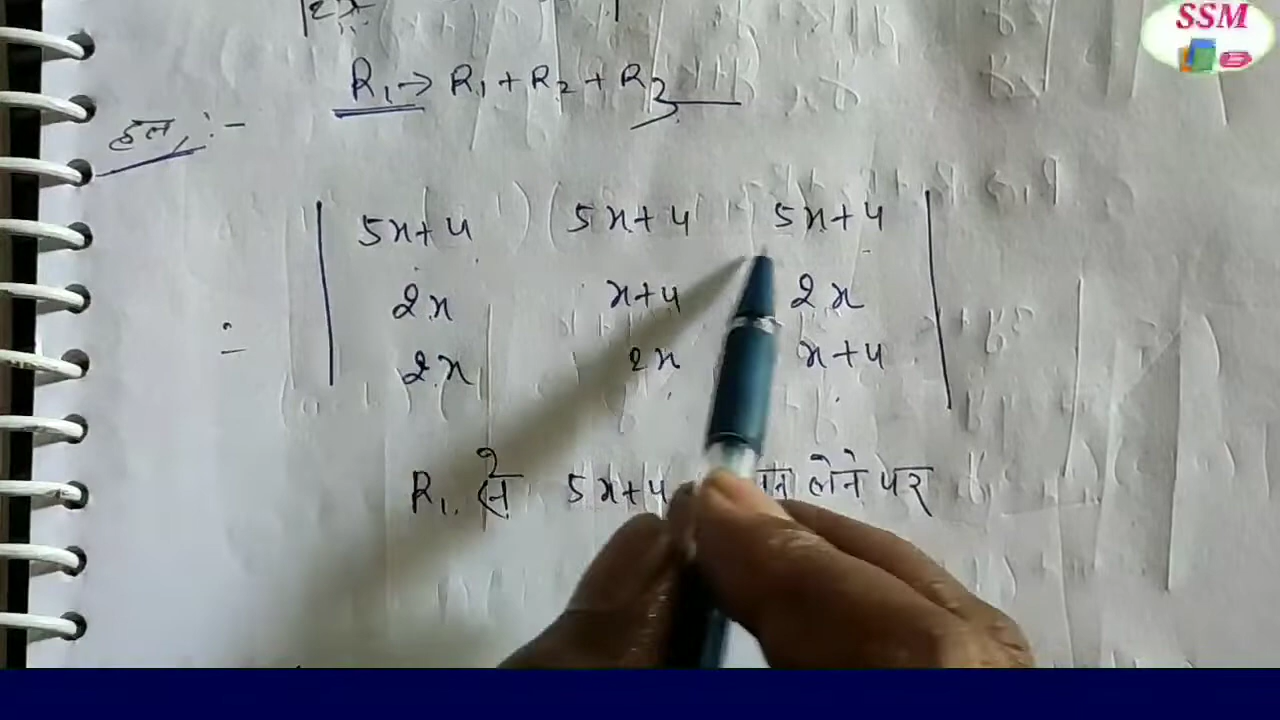 SSM
2x
R₁ → R₁ + R₂ + R₃
हल, :-
5x+4 5x+4 5x+4
2x x+4 2x
=
2x 2x x+4
R₁ से 5x+4 लेने पर